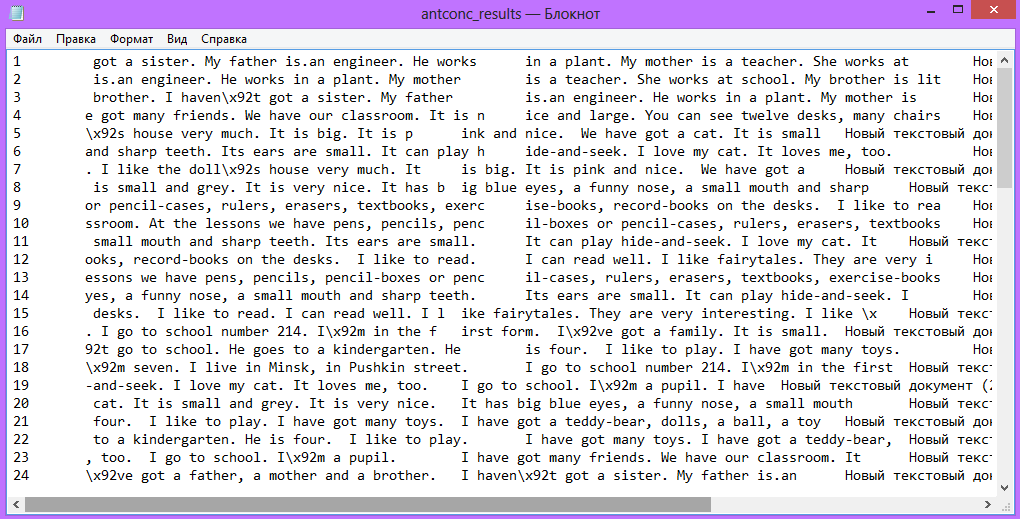 antconc_results — Блокнот
Файл Правка Формат Вид Справка
1 got a sister. My father is.an engineer. He works in a plant. My mother is a teacher. She works at Нов
2 is.an engineer. He works in a plant. My mother is a teacher. She works at school. My brother is lit Нов
3 brother. I haven\x92t got a sister. My father is.an engineer. He works in a plant. My mother is Нов
4 e got many friends. We have our classroom. It is n ice and large. You can see twelve desks, many chairs Нов
5 \x92s house very much. It is big. It is p ink and nice. We have got a cat. It is small Новый текстовый док
6 and sharp teeth. Its ears are small. It can play h ide-and-seek. I love my cat. It loves me, too. Нов
7 . I like the doll\x92s house very much. It is big. It is pink and nice. We have got a Новый текст
8 is small and grey. It is very nice. It has b ig blue eyes, a funny nose, a small mouth and sharp Новый текст
9 or pencil-cases, rulers, erasers, textbooks, exerc ise-books, record-books on the desks. I like to rea Нов
10 ssroom. At the lessons we have pens, pencils, penc il-boxes or pencil-cases, rulers, erasers, textbooks Нов
11 small mouth and sharp teeth. Its ears are small. It can play hide-and-seek. I love my cat. It Новый текст
12 ooks, record-books on the desks. I like to read. I can read well. I like fairytales. They are very i Нов
13 essons we have pens, pencils, pencil-boxes or penc il-cases, rulers, erasers, textbooks, exercise-books Нов
14 yes, a funny nose, a small mouth and sharp teeth. Its ears are small. It can play hide-and-seek. I Новый текст
15 desks. I like to read. I can read well. I l ike fairytales. They are very interesting. I like \x Новый текст
16 . I go to school number 214. I\x92m in the f irst form. I\x92ve got a family. It is small. Новый текстовый док
17 92t go to school. He goes to a kindergarten. He is four. I like to play. I have got many toys. Нов
18 \x92m seven. I live in Minsk, in Pushkin street. I go to school number 214. I\x92m in the first Новый текст
19 -and-seek. I love my cat. It loves me, too. I go to school. I\x92m a pupil. I have Новый текстовый документ (2
20 cat. It is small and grey. It is very nice. It has big blue eyes, a funny nose, a small mouth Новый текст
21 four. I like to play. I have got many toys. I have got a teddy-bear, dolls, a ball, a toy Новый текстовый док
22 to a kindergarten. He is four. I like to play. I have got many toys. I have got a teddy-bear, Новый текст
23 , too. I go to school. I\x92m a pupil. I have got many friends. We have our classroom. It Новый текст
24 \x92ve got a father, a mother and a brother. I haven\x92t got a sister. My father is.an Новый текстовый док